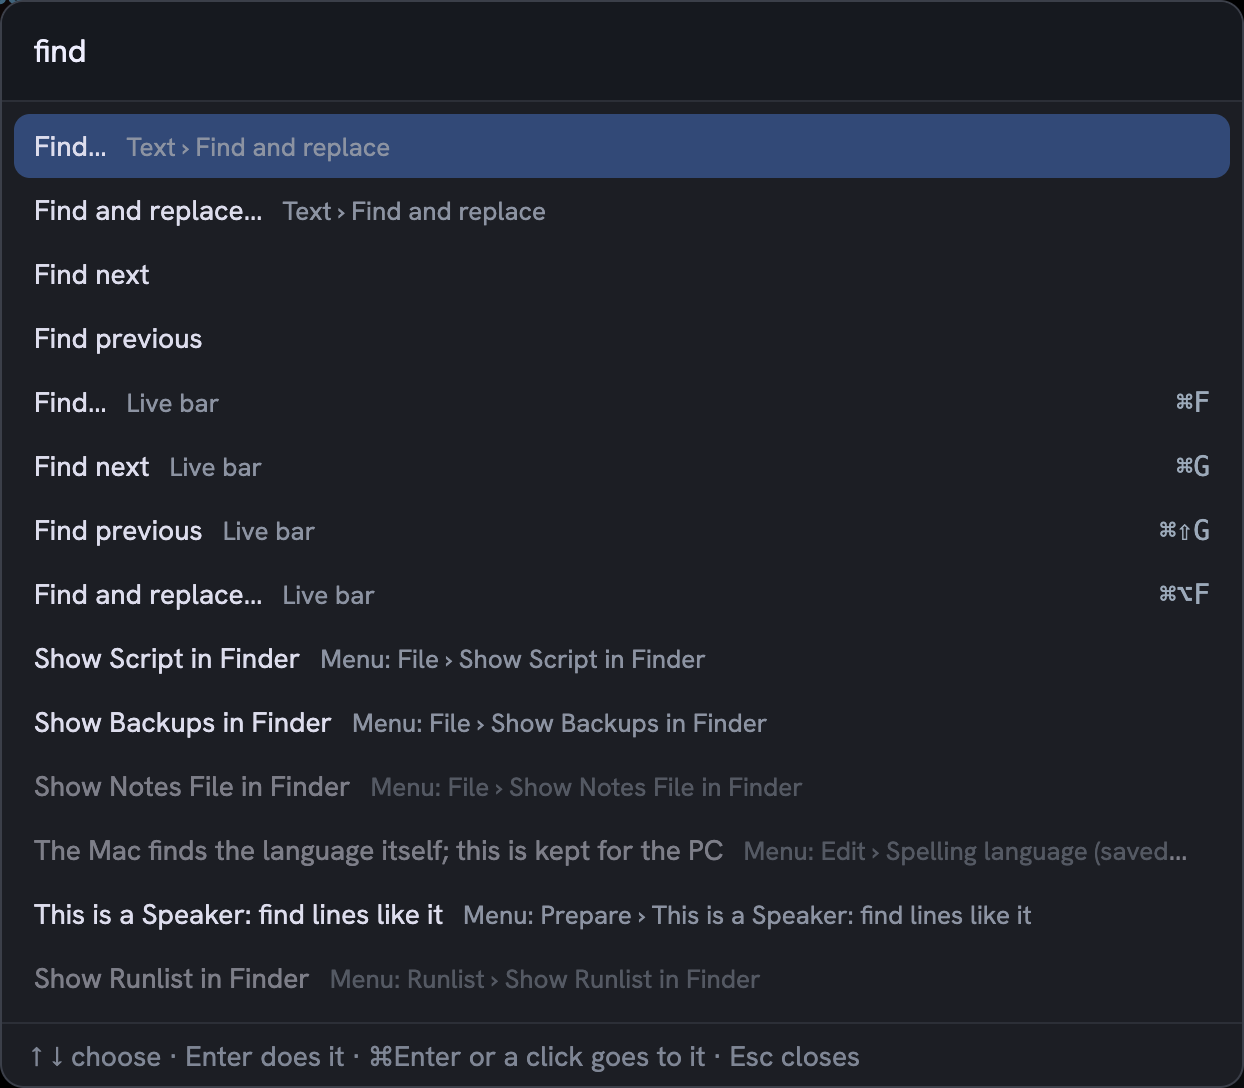 find
Find... Text › Find and replace
Find and replace... Text › Find and replace
Find next
Find previous
Find... Live bar ⌘F
Find next Live bar ⌘G
Find previous Live bar ⌘⇧G
Find and replace... Live bar ⌘⌥F
Show Script in Finder Menu: File › Show Script in Finder
Show Backups in Finder Menu: File › Show Backups in Finder
Show Notes File in Finder Menu: File › Show Notes File in Finder
The Mac finds the language itself; this is kept for the PC Menu: Edit › Spelling language (saved...
This is a Speaker: find lines like it Menu: Prepare › This is a Speaker: find lines like it
Show Runlist in Finder Menu: Runlist › Show Runlist in Finder
↑↓ choose · Enter does it · ⌘Enter or a click goes to it · Esc closes